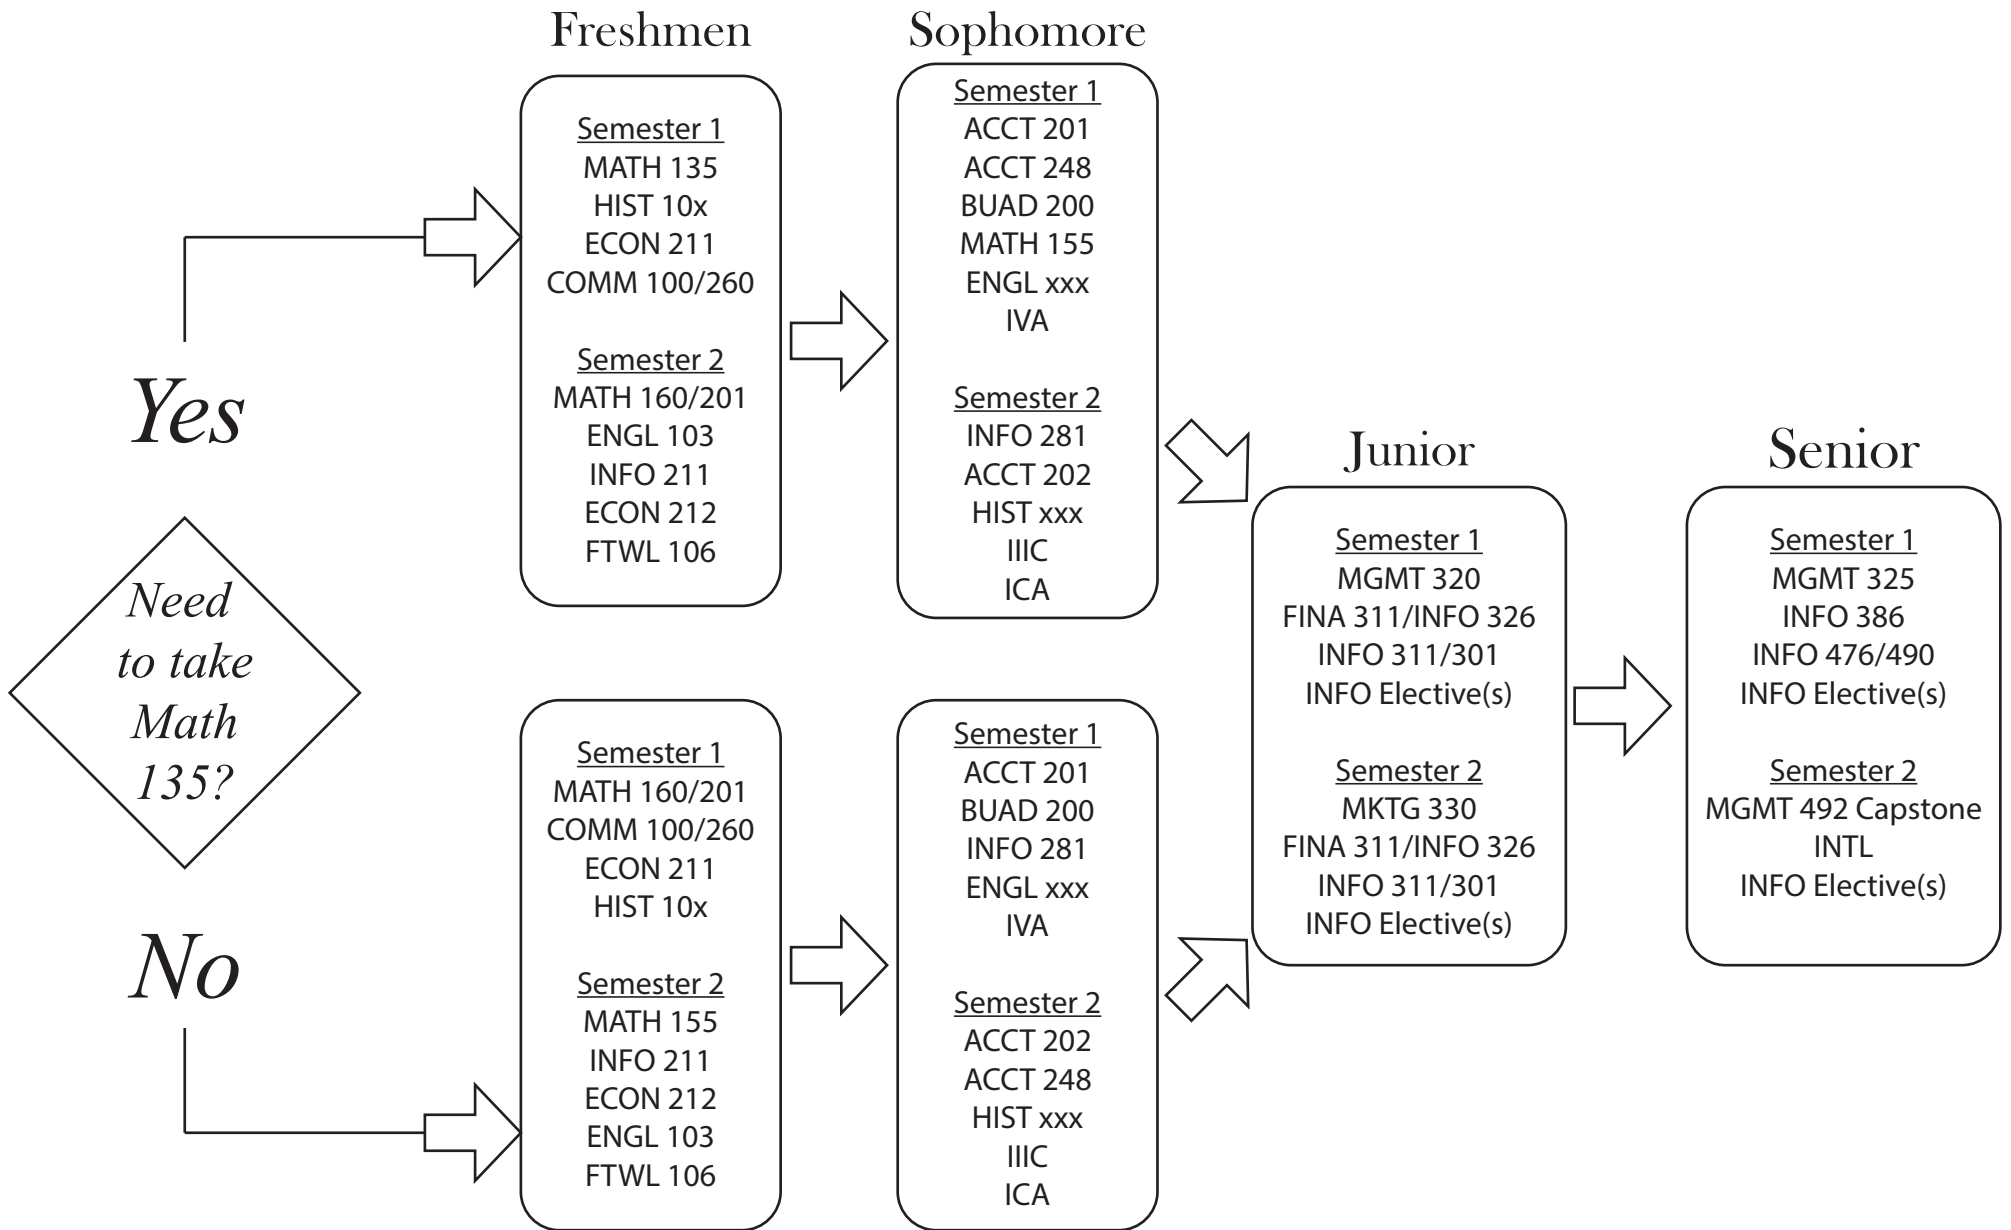 Freshmen
Sophomore
Yes
Need
to take
Math
135?
No
Semester 1
MATH 135
HIST 10x
ECON 211
COMM 100/260
Semester 2
MATH 160/201
ENGL 103
INFO 211
ECON 212
FTWL 106
Semester 1
ACCT 201
ACCT 248
BUAD 200
MATH 155
ENGL xxx
IVA
Semester 2
INFO 281
ACCT 202
HIST xxx
IIIC
ICA
Semester 1
MATH 160/201
COMM 100/260
ECON 211
HIST 10x
Semester 2
MATH 155
INFO 211
ECON 212
ENGL 103
FTWL 106
Semester 1
ACCT 201
BUAD 200
INFO 281
ENGL xxx
IVA
Semester 2
ACCT 202
ACCT 248
HIST xxx
IIIC
ICA
Junior
Semester 1
MGMT 320
FINA 311/INFO 326
INFO 311/301
INFO Elective(s)
Semester 2
MKTG 330
FINA 311/INFO 326
INFO 311/301
INFO Elective(s)
Senior
Semester 1
MGMT 325
INFO 386
INFO 476/490
INFO Elective(s)
Semester 2
MGMT 492 Capstone
INTL
INFO Elective(s)